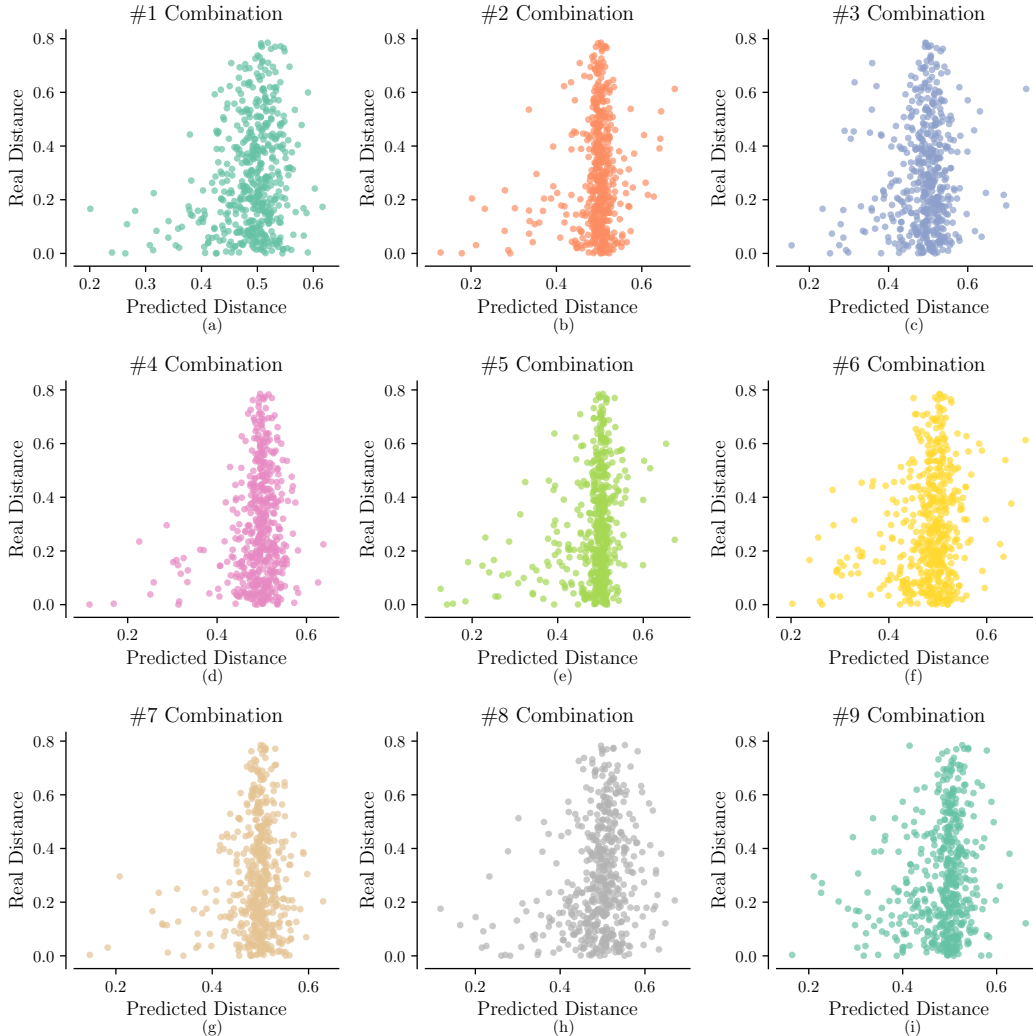 #1 Combination
#2 Combination
#3 Combination
0.8
0.6
0.4
0.2
0.0
Real Distance
0.2
0.3
0.4
0.5
0.6
Predicted Distance
(a)
0.8
0.6
0.4
0.2
0.0
Real Distance
0.2
0.4
0.6
Predicted Distance
(b)
0.8
0.6
0.4
0.2
0.0
Real Distance
0.2
0.4
0.6
Predicted Distance
(c)
#4 Combination
#5 Combination
#6 Combination
0.8
0.6
0.4
0.2
0.0
Real Distance
0.2
0.4
0.6
Predicted Distance
(d)
0.8
0.6
0.4
0.2
0.0
Real Distance
0.2
0.4
0.6
Predicted Distance
(e)
0.8
0.6
0.4
0.2
0.0
Real Distance
0.2
0.4
0.6
Predicted Distance
(f)
#7 Combination
#8 Combination
#9 Combination
0.8
0.6
0.4
0.2
0.0
Real Distance
0.2
0.4
0.6
Predicted Distance
(g)
0.8
0.6
0.4
0.2
0.0
Real Distance
0.2
0.4
0.6
Predicted Distance
(h)
0.8
0.6
0.4
0.2
0.0
Real Distance
0.2
0.4
0.6
Predicted Distance
(i)